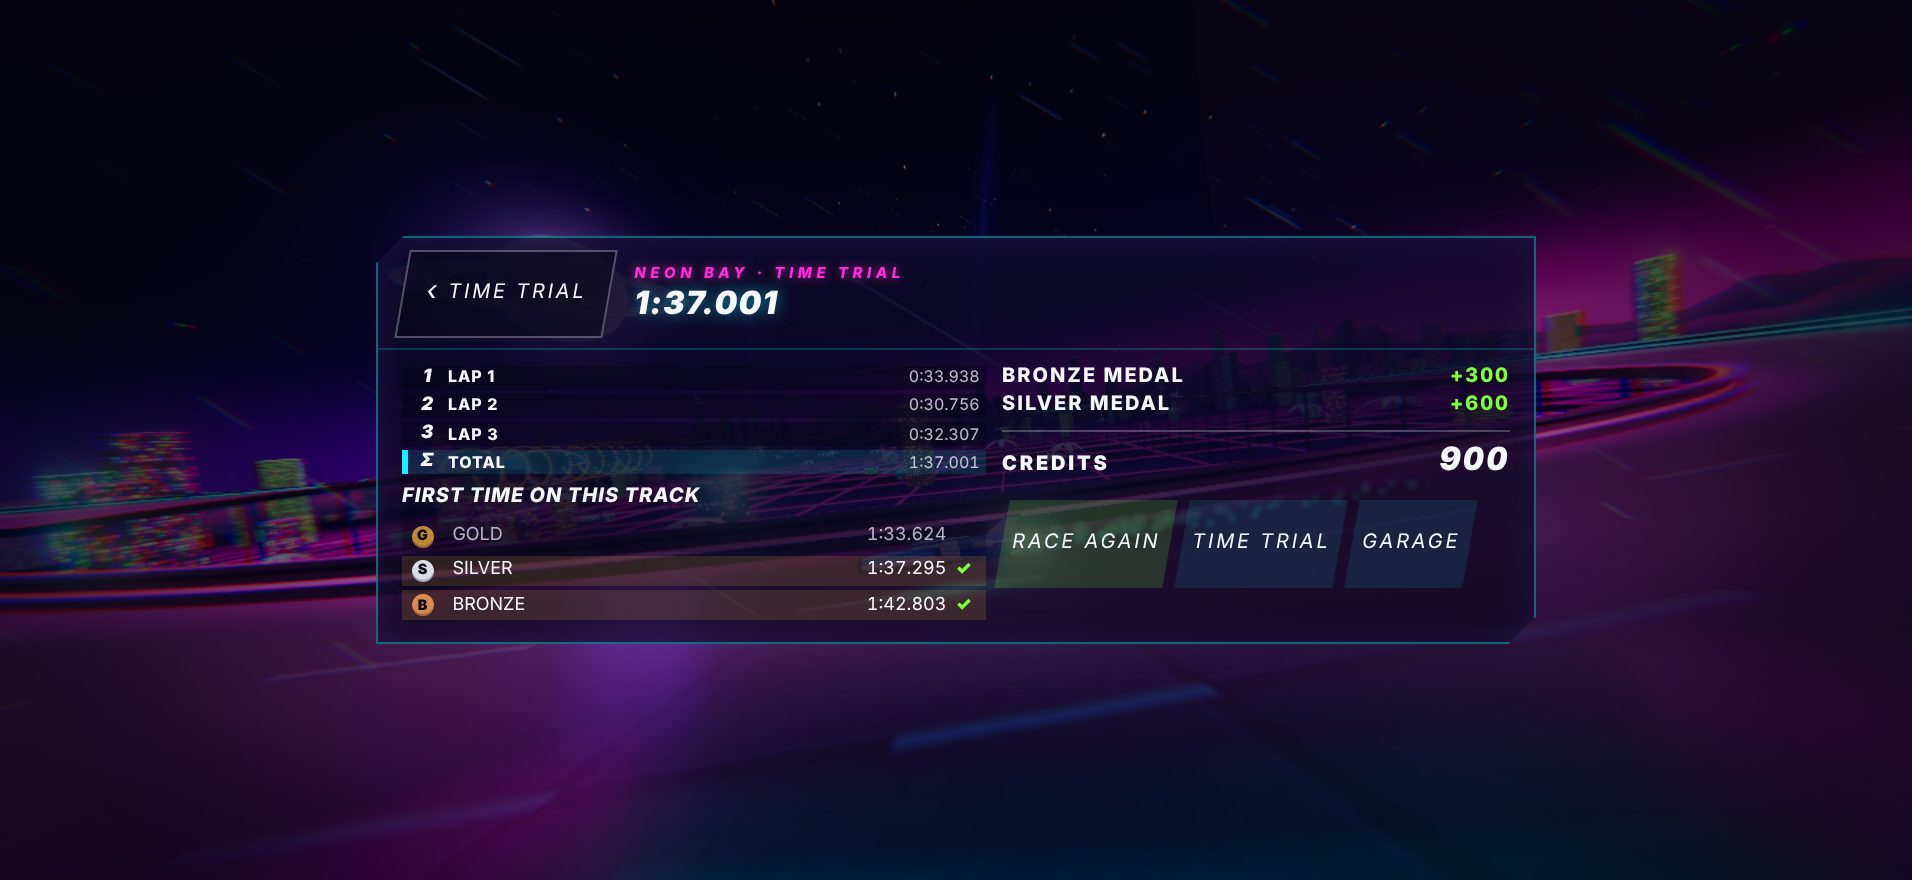 ‹ TIME TRIAL
NEON BAY · TIME TRIAL
1:37.001
1 LAP 1 0:33.938
2 LAP 2 0:30.756
3 LAP 3 0:32.307
Σ TOTAL 1:37.001
FIRST TIME ON THIS TRACK
G GOLD 1:33.624
S SILVER 1:37.295 ✓
B BRONZE 1:42.803 ✓
BRONZE MEDAL +300
SILVER MEDAL +600
CREDITS 900
RACE AGAIN TIME TRIAL GARAGE